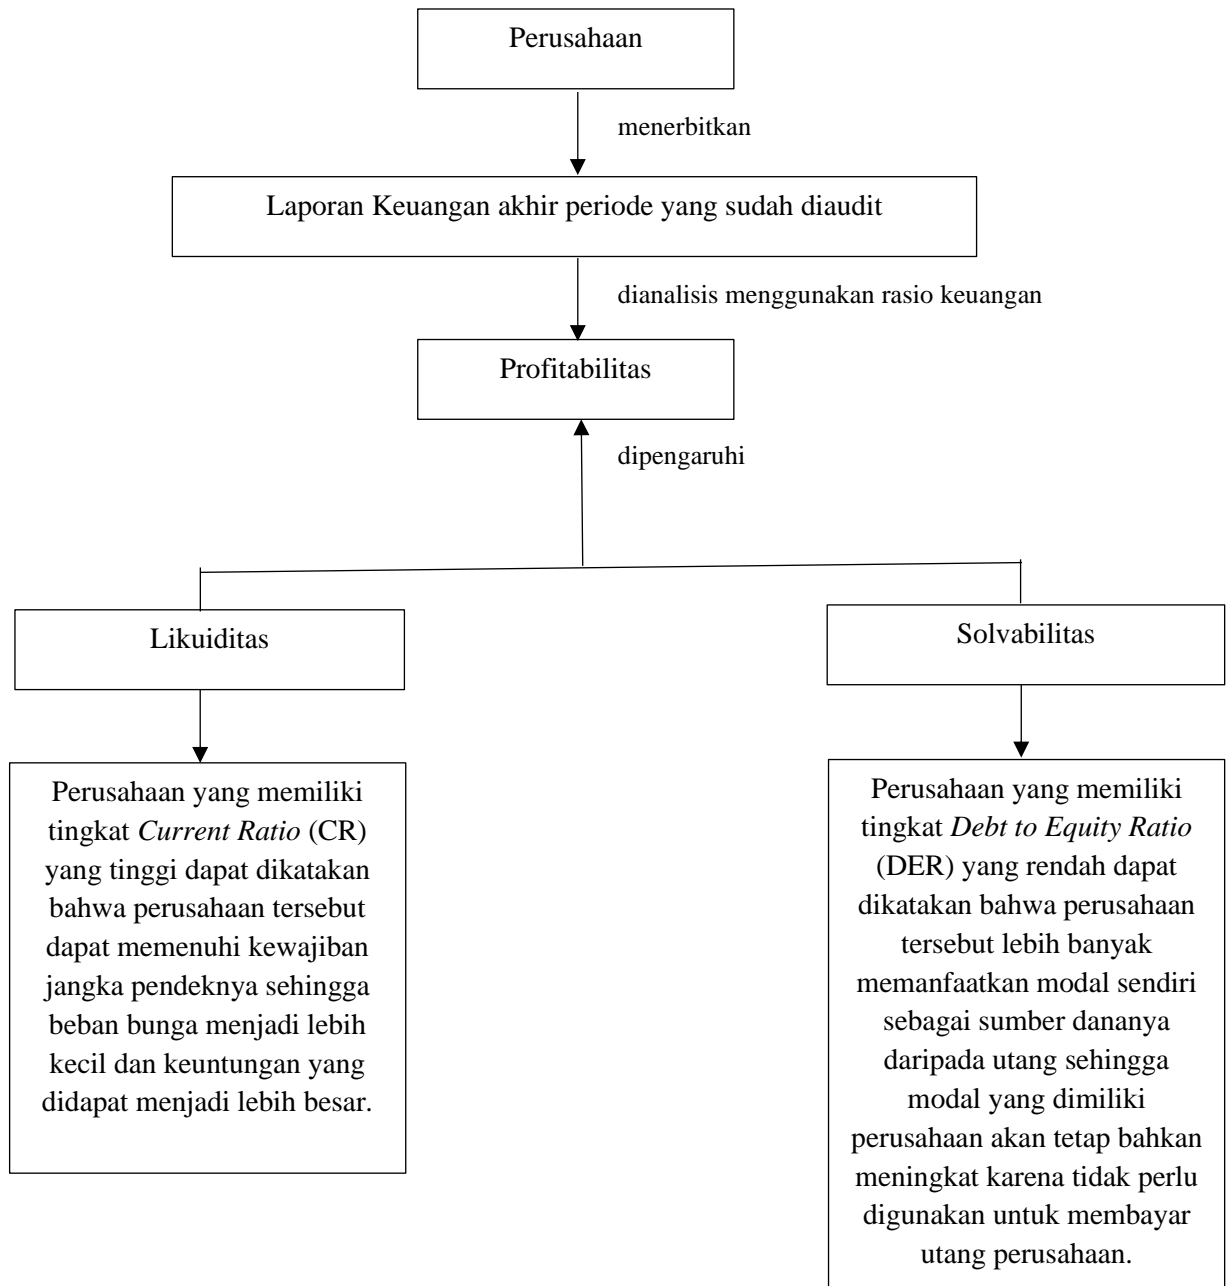 Perusahaan
menerbitkan
Laporan Keuangan akhir periode yang sudah diaudit
dianalisis menggunakan rasio keuangan
Profitabilitas
dipengaruhi
Likuiditas
Solvabilitas
Perusahaan yang memiliki
tingkat Current Ratio (CR)
yang tinggi dapat dikatakan
bahwa perusahaan tersebut
dapat memenuhi kewajiban
jangka pendeknya sehingga
beban bunga menjadi lebih
kecil dan keuntungan yang
didapat menjadi lebih besar.
Perusahaan yang memiliki
tingkat Debt to Equity Ratio
(DER) yang rendah dapat
dikatakan bahwa perusahaan
tersebut lebih banyak
memanfaatkan modal sendiri
sebagai sumber dananya
daripada utang sehingga
modal yang dimiliki
perusahaan akan tetap bahkan
meningkat karena tidak perlu
digunakan untuk membayar
utang perusahaan.